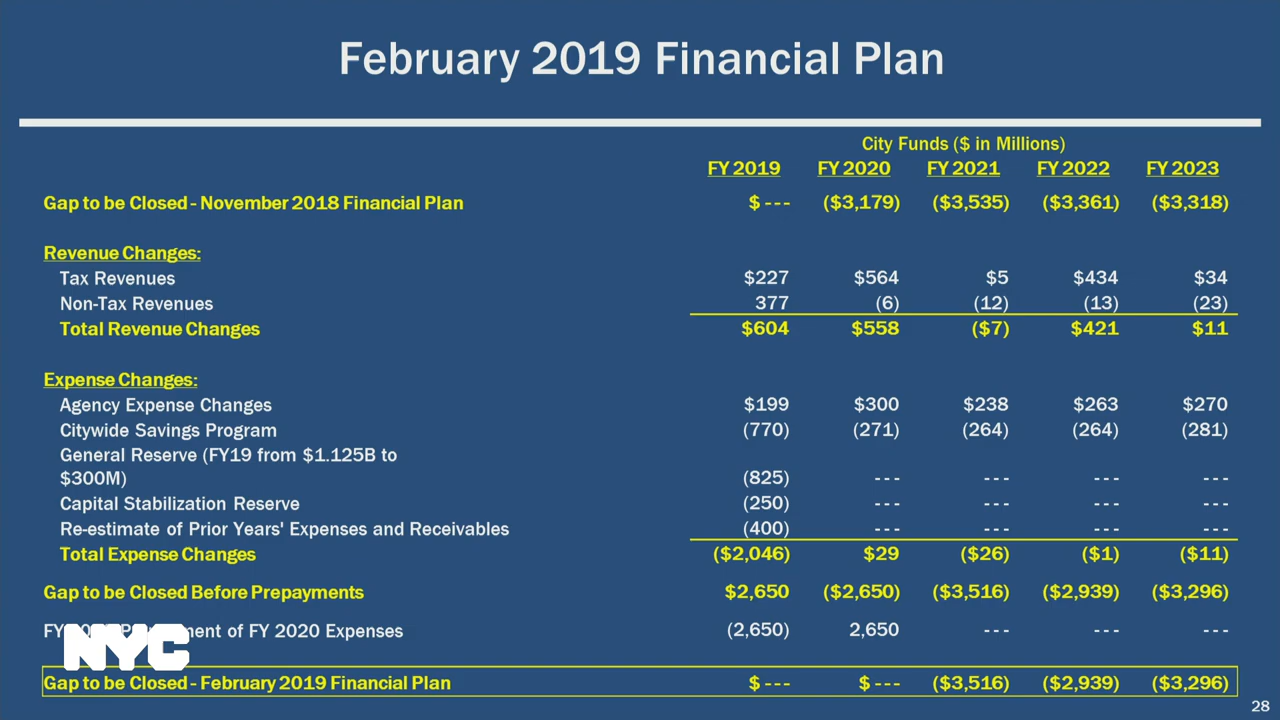 February 2019 Financial Plan
City Funds ($ in Millions)
FY 2019 FY 2020 FY 2021 FY 2022 FY 2023
Gap to be Closed - November 2018 Financial Plan $ --- ($3,179) ($3,535) ($3,361) ($3,318)
Revenue Changes:
Tax Revenues $227 $564 $5 $434 $34
Non-Tax Revenues 377 (6) (12) (13) (23)
Total Revenue Changes $604 $558 ($7) $421 $11
Expense Changes:
Agency Expense Changes $199 $300 $238 $263 $270
Citywide Savings Program (770) (271) (264) (264) (281)
General Reserve (FY19 from $1.125B to
$300M) (825) --- --- --- ---
Capital Stabilization Reserve (250) --- --- --- ---
Re-estimate of Prior Years' Expenses and Receivables (400) --- --- --- ---
Total Expense Changes ($2,046) $29 ($26) ($1) ($11)
Gap to be Closed Before Prepayments $2,650 ($2,650) ($3,516) ($2,939) ($3,296)
FY of FY 2020 Expenses (2,650) 2,650 --- --- ---
NYC
Gap to be Closed - February 2019 Financial Plan $ --- $ --- ($3,516) ($2,939) ($3,296)
28